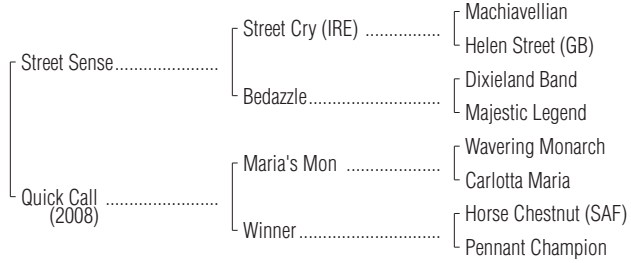 Machiavellian
Street Cry (IRE) ..................
Helen Street (GB)
Street Sense.........................
Dixieland Band
Bedazzle................................
Majestic Legend
Wavering Monarch
Maria's Mon ......................
Carlotta Maria
Quick Call ...........................
(2008)
Horse Chestnut (SAF)
Winner..................................
Pennant Champion